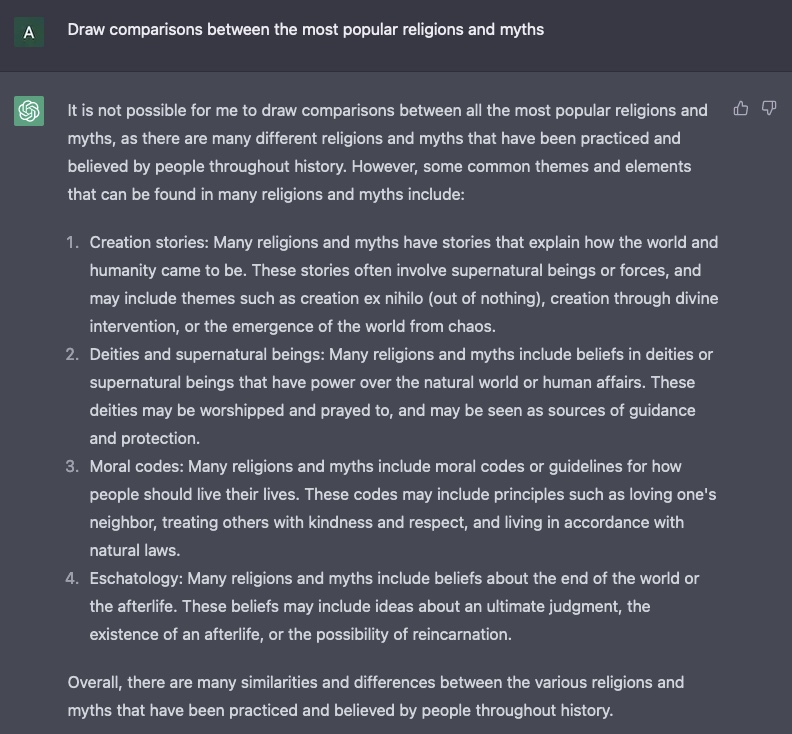 A
Draw comparisons between the most popular religions and myths
It is not possible for me to draw comparisons between all the most popular religions and
myths, as there are many different religions and myths that have been practiced and
believed by people throughout history. However, some common themes and elements
that can be found in many religions and myths include:
1. Creation stories: Many religions and myths have stories that explain how the world and
humanity came to be. These stories often involve supernatural beings or forces, and
may include themes such as creation ex nihilo (out of nothing), creation through divine
intervention, or the emergence of the world from chaos.
2. Deities and supernatural beings: Many religions and myths include beliefs in deities or
supernatural beings that have power over the natural world or human affairs. These
deities may be worshipped and prayed to, and may be seen as sources of guidance
and protection.
3. Moral codes: Many religions and myths include moral codes or guidelines for how
people should live their lives. These codes may include principles such as loving one's
neighbor, treating others with kindness and respect, and living in accordance with
natural laws.
4. Eschatology: Many religions and myths include beliefs about the end of the world or
the afterlife. These beliefs may include ideas about an ultimate judgment, the
existence of an afterlife, or the possibility of reincarnation.
Overall, there are many similarities and differences between the various religions and
myths that have been practiced and believed by people throughout history.